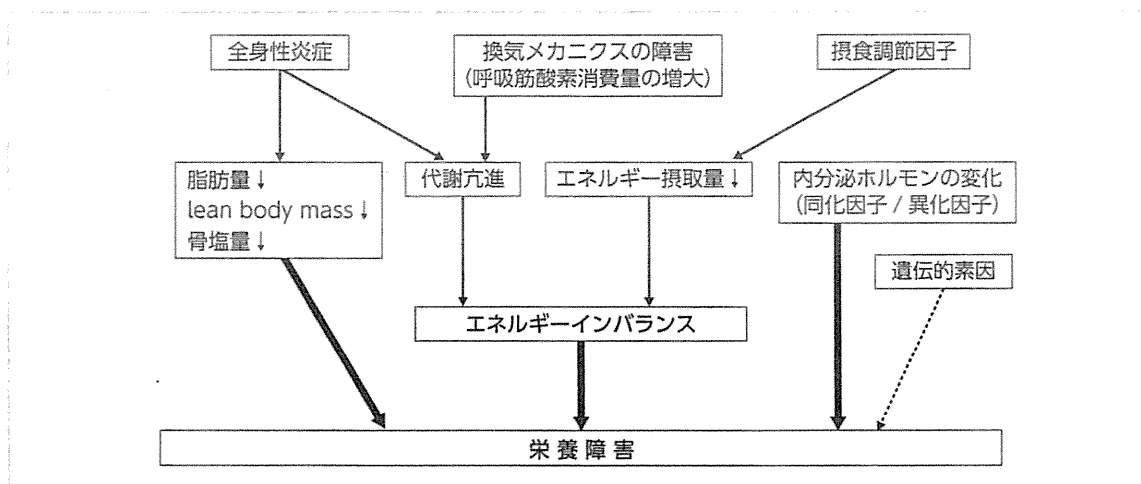 全身性炎症
換気メカニクスの障害
(呼吸筋酸素消費量の増大)
摂食調節因子
脂肪量↓
lean body mass↓
骨塩量↓
代謝亢進
エネルギー摂取量↓
内分泌ホルモンの変化
(同化因子 / 異化因子)
遺伝的素因
エネルギーインバランス
栄養障害